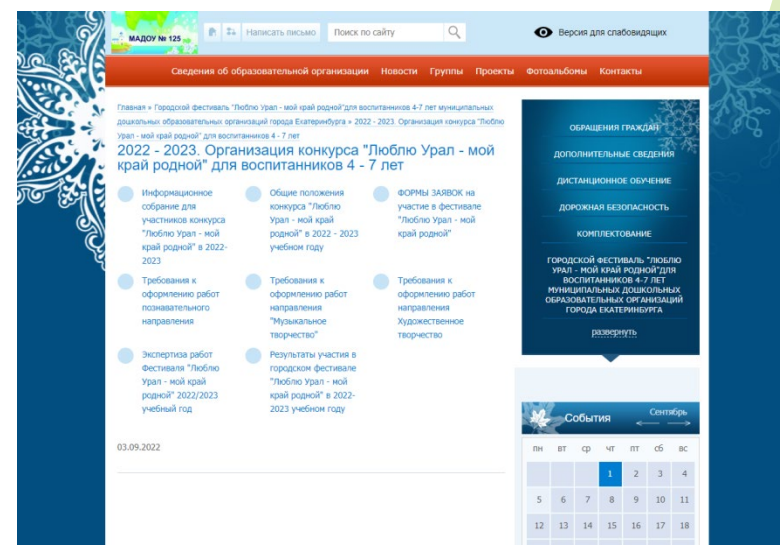 МАДОУ № 125
Написать письмо
Поиск по сайту
Версия для слабовидящих
Сведения об образовательной организации Новости Группы Проекты Фотоальбомы Контакты
Главная » Городской фестиваль "Люблю Урал - мой край родной"для воспитанников 4-7 лет муниципальных
дошкольных образовательных организаций города Екатеринбурга » 2022 - 2023. Организация конкурса "Люблю
Урал - мой край родной" для воспитанников 4 - 7 лет
2022 - 2023. Организация конкурса "Люблю Урал - мой
край родной" для воспитанников 4 - 7 лет
Информационное
собрание для
участников конкурса
"Люблю Урал - мой
край родной" в 2022-
2023
Общие положения
конкурса "Люблю
Урал - мой край
родной" в 2022 - 2023
учебном году
ФОРМЫ ЗАЯВОК на
участие в фестивале
"Люблю Урал - мой
край родной"
Требования к
оформлению работ
познавательного
направления
Требования к
оформлению работ
направления
"Музыкальное
творчество"
Требования к
оформлению работ
направления
Художественное
творчество
Экспертиза работ
Фестиваля "Люблю
Урал - мой край
родной" 2022/2023
учебный год
Результаты участия в
городском фестивале
"Люблю Урал - мой
край родной" в 2022-
2023 учебном году
03.09.2022
ОБРАЩЕНИЯ ГРАЖДАН
ДОПОЛНИТЕЛЬНЫЕ СВЕДЕНИЯ
ДИСТАНЦИОННОЕ ОБУЧЕНИЕ
ДОРОЖНАЯ БЕЗОПАСНОСТЬ
КОМПЛЕКТОВАНИЕ
ГОРОДСКОЙ ФЕСТИВАЛЬ "ЛЮБЛЮ
УРАЛ - МОЙ КРАЙ РОДНОЙ"ДЛЯ
ВОСПИТАННИКОВ 4-7 ЛЕТ
МУНИЦИПАЛЬНЫХ ДОШКОЛЬНЫХ
ОБРАЗОВАТЕЛЬНЫХ ОРГАНИЗАЦИЙ
ГОРОДА ЕКАТЕРИНБУРГА
развернуть
События
Сентябрь
пн вт ср чт пт сб вс
1 2 3 4
5 6 7 8 9 10 11
12 13 14 15 16 17 18